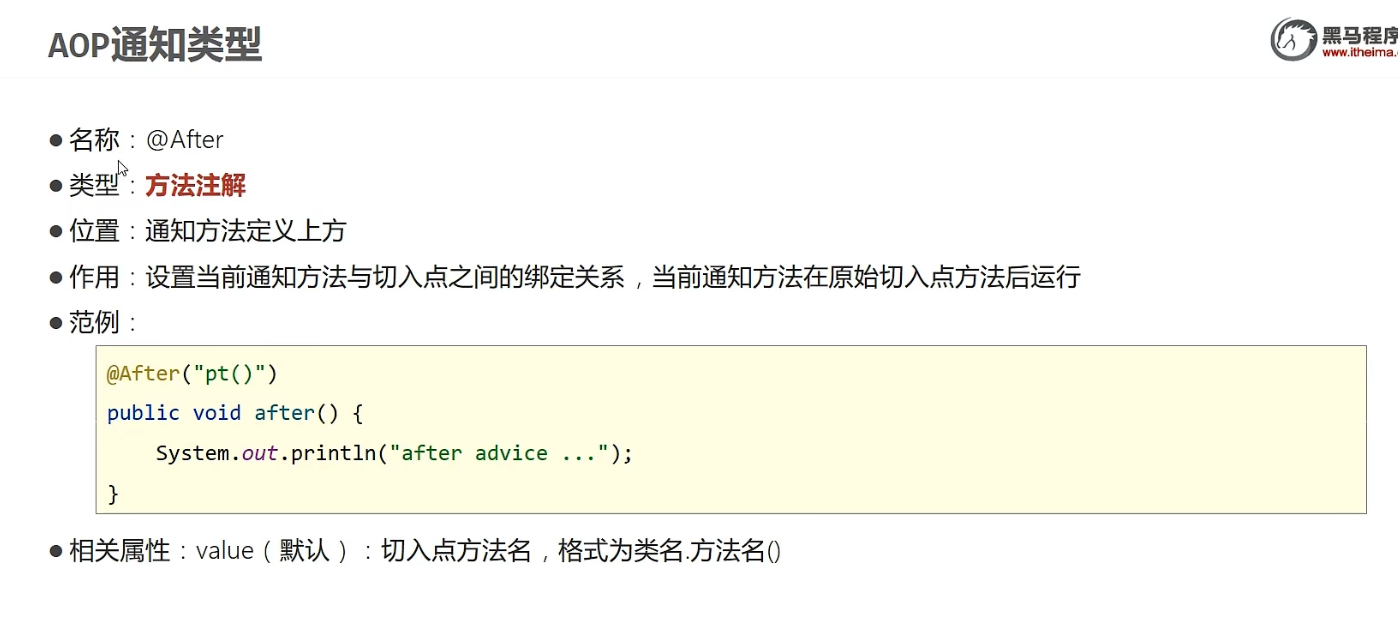 AOP通知类型
黑马程序
www.itheima.
● 名称：@After
● 类型：方法注解
● 位置：通知方法定义上方
● 作用：设置当前通知方法与切入点之间的绑定关系，当前通知方法在原始切入点方法后运行
● 范例：
@After("pt()")
public void after() {
    System.out.println("after advice ...");
}
● 相关属性：value（默认）：切入点方法名，格式为类名.方法名()